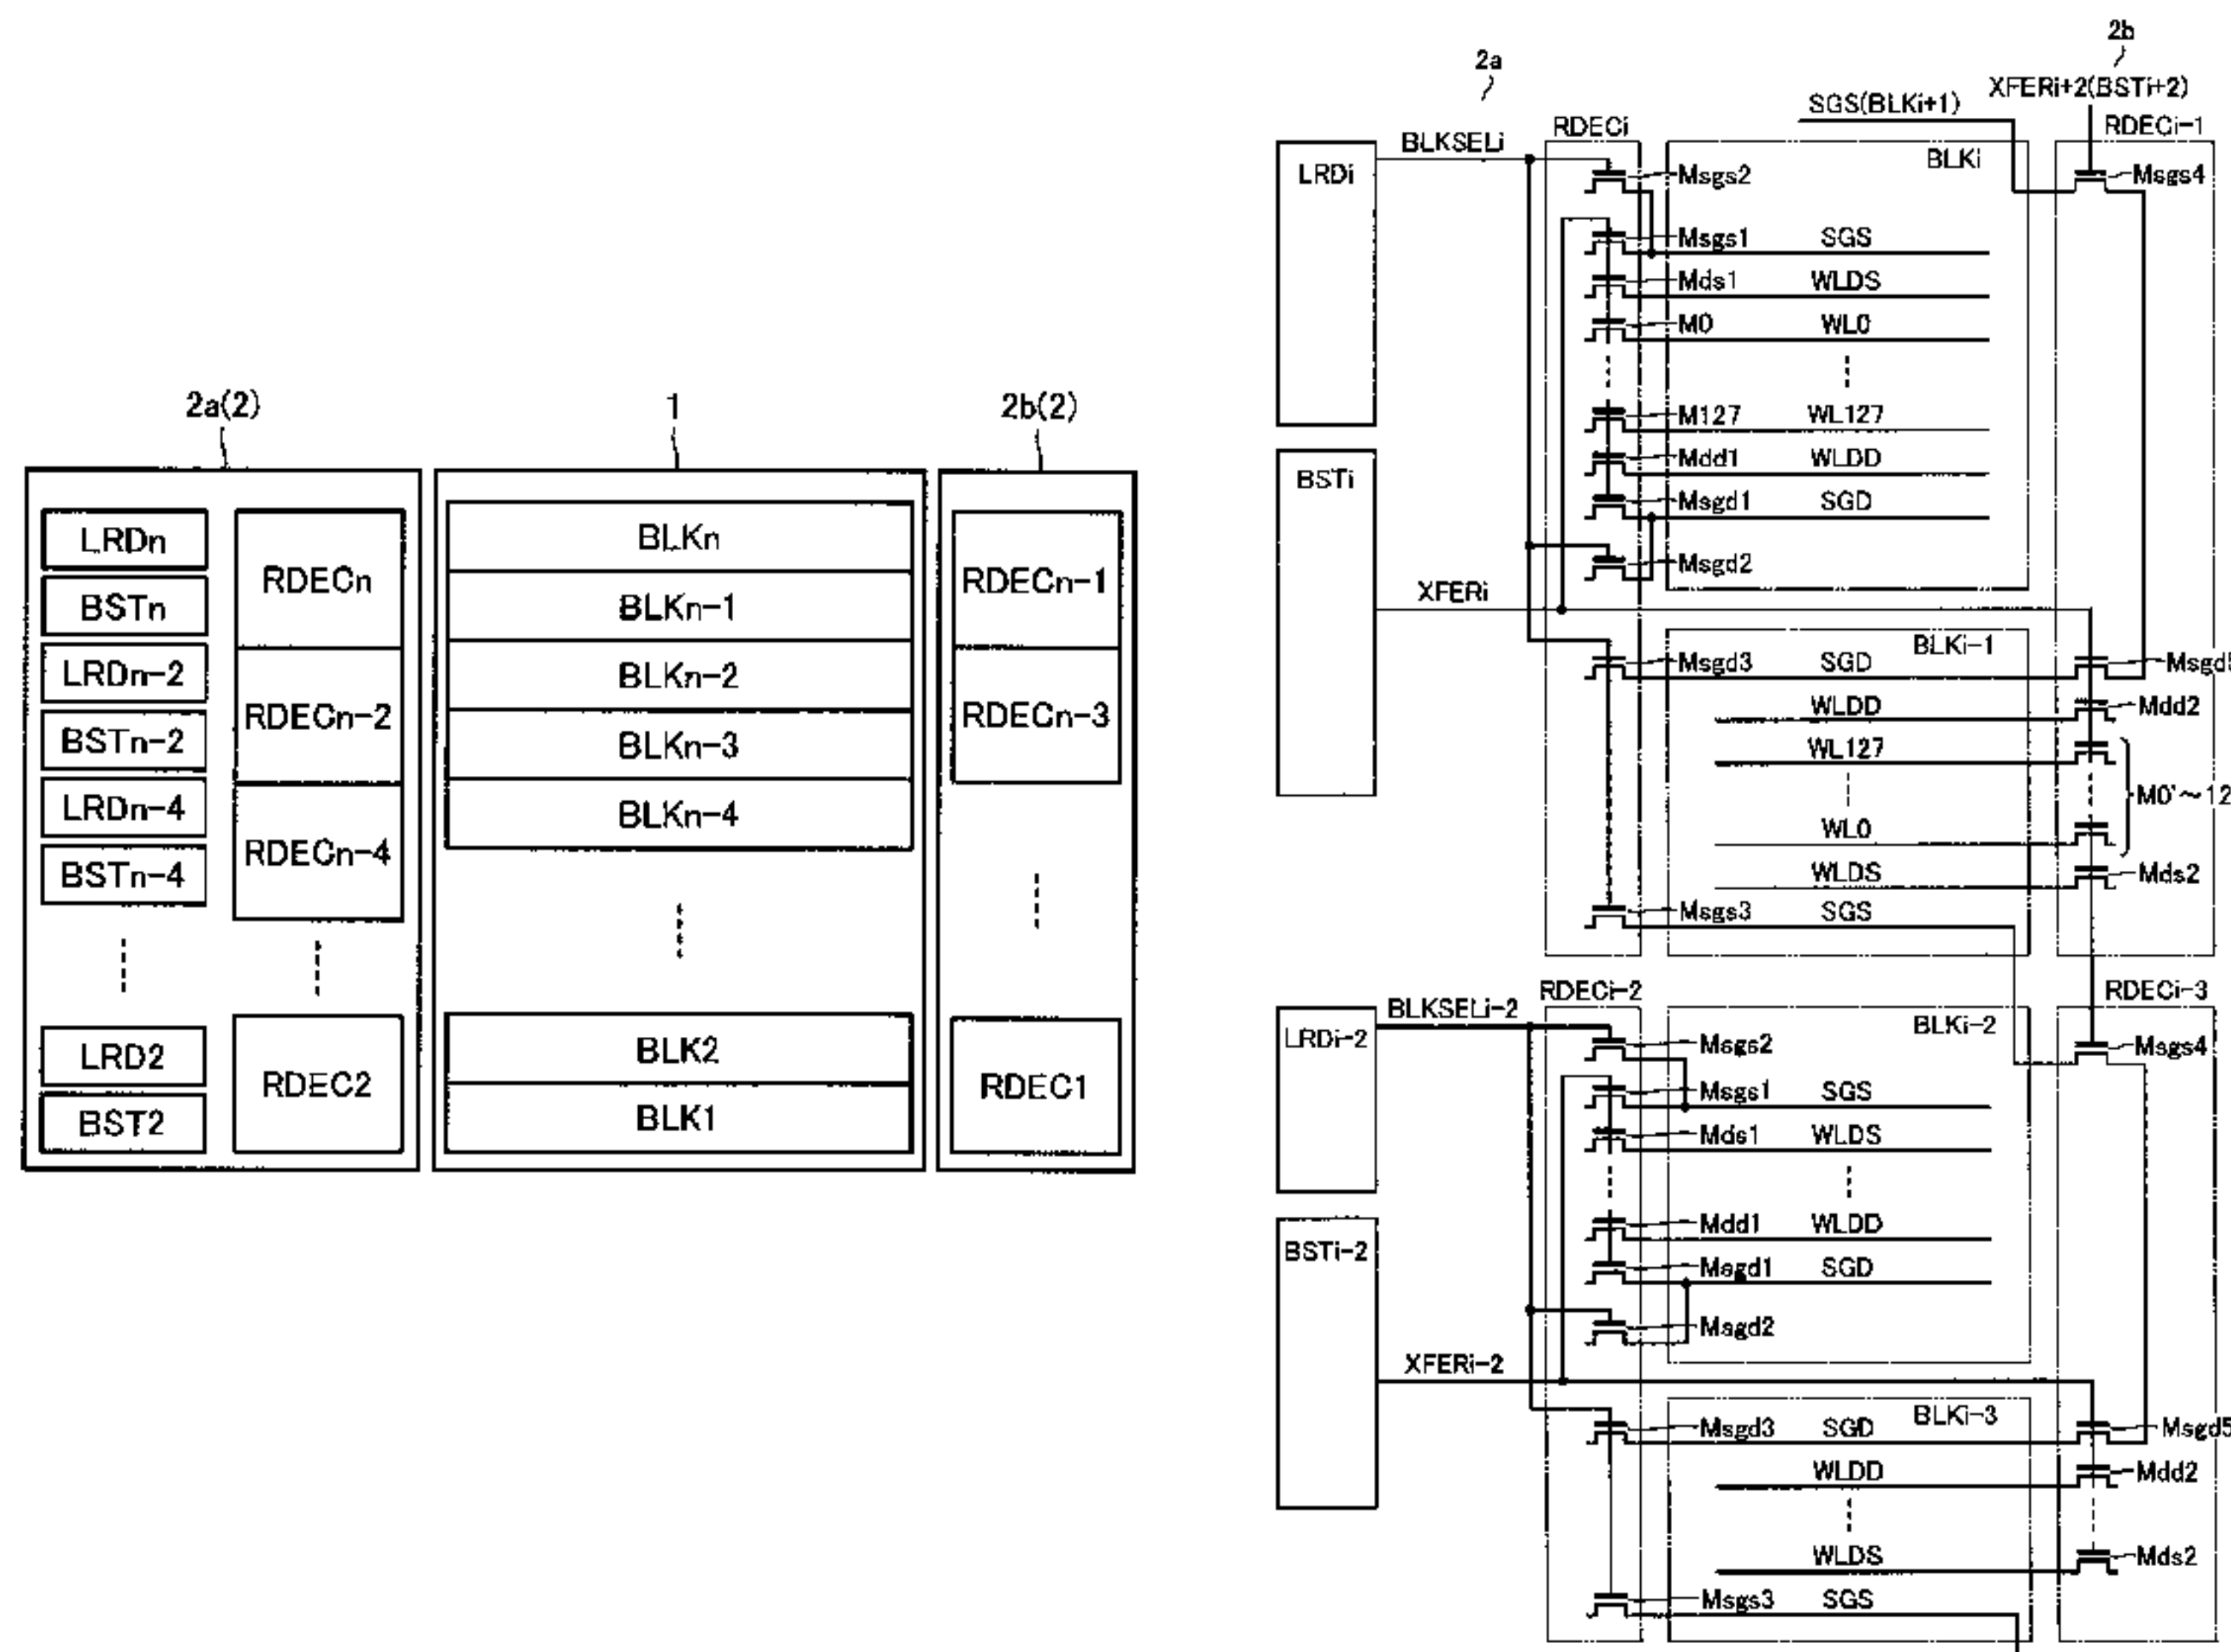 2a(2)
1
2b(2)
LRDn
BSTn
LRDn-2
BSTn-2
LRDn-4
BSTn-4
LRD2
BST2
RDECn
RDECn-2
RDECn-4
RDEC2
BLKn
BLKn-1
BLKn-2
BLKn-3
BLKn-4
BLK2
BLK1
RDECn-1
RDECn-3
RDEC1
2a
2b
XFERi+2(BSTi+2)
SGS(BLKi+1)
RDECi
RDECi-1
BLKSELi
LRDi
BLKi
Msgs2
Msgs4
Msgs1 SGS
Mds1 WLDS
M0 WL0
M127 WL127
Mdd1 WLDD
Msgd1 SGD
Msgd2
BSTi
XFERi
BLKi-1
Msgd3 SGD Msgd5
WLDD Mdd2
WL127
M0'~12
WL0
WLDS Mds2
Msgs3 SGS
RDECi-2
RDECi-3
BLKSELi-2
LRDi-2
BLKi-2
Msgs2
Msgs4
Msgs1 SGS
Mds1 WLDS
Mdd1 WLDD
Msgd1 SGD
Msgd2
BSTi-2
XFERi-2
BLKi-3
Msgd3 SGD Msgd5
WLDD Mdd2
WLDS Mds2
Msgs3 SGS